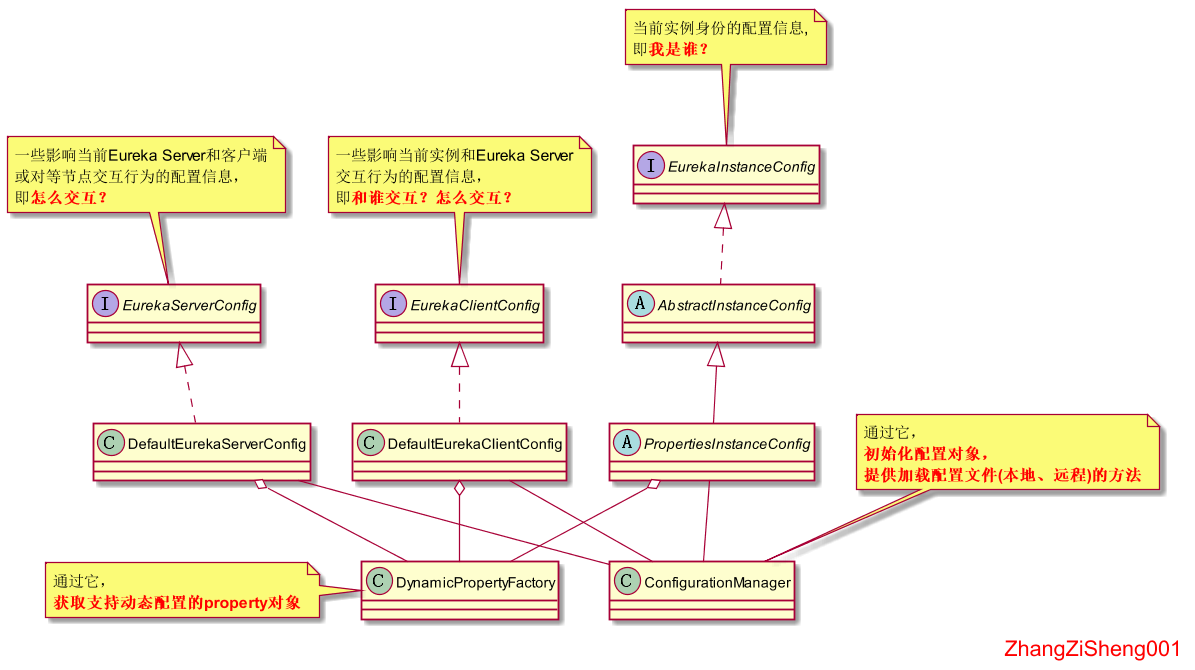 当前实例身份的配置信息,
即我是谁？
一些影响当前Eureka Server和客户端
或对等节点交互行为的配置信息，
即怎么交互？
一些影响当前实例和Eureka Server
交互行为的配置信息，
即和谁交互？怎么交互？
I EurekaInstanceConfig
I EurekaServerConfig
I EurekaClientConfig
A AbstractInstanceConfig
C DefaultEurekaServerConfig
C DefaultEurekaClientConfig
A PropertiesInstanceConfig
通过它，
初始化配置对象，
提供加载配置文件(本地、远程)的方法
通过它，
获取支持动态配置的property对象
C DynamicPropertyFactory
C ConfigurationManager
ZhangZiSheng001